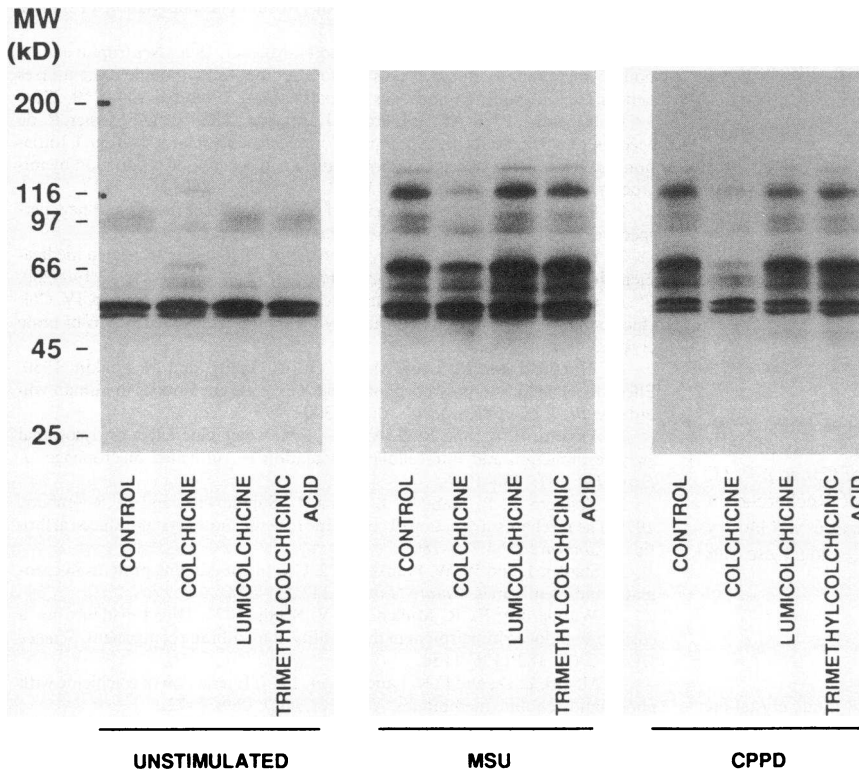 MW
(kD)
200 -
116 -
97 -
66 -
45 -
25 -
CONTROL
COLCHICINE
LUMICOLCHICINE
TRIMETHYLCOLCHICINIC
ACID
CONTROL
COLCHICINE
LUMICOLCHICINE
TRIMETHYLCOLCHICINIC
ACID
CONTROL
COLCHICINE
LUMICOLCHICINE
TRIMETHYLCOLCHICINIC
ACID
UNSTIMULATED
MSU
CPPD